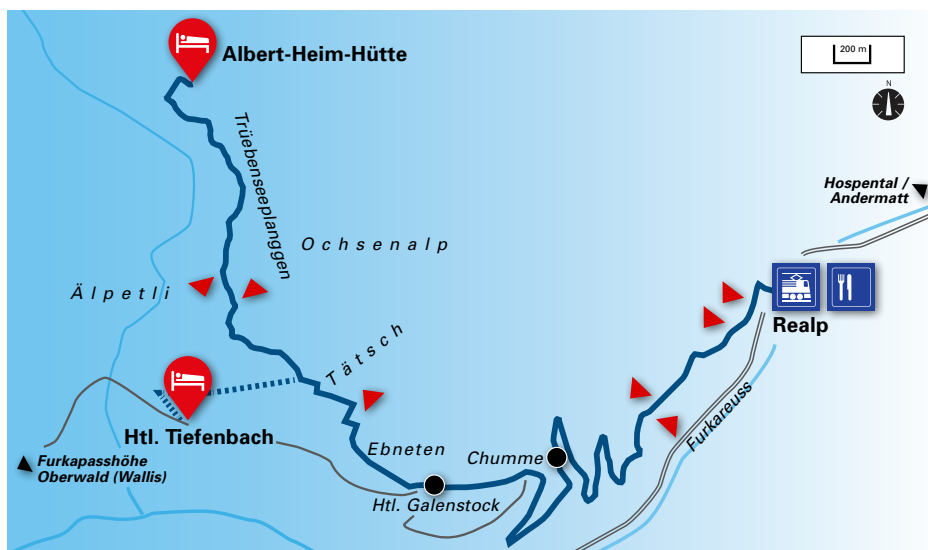 Albert-Heim-Hütte
200 m
N
Trüebenseeplanggen
Hospental /
Andermatt
Ochsenalp
Älpetli
Realp
Tätsch
Htl. Tiefenbach
Furkareuss
Ebneten
Chumme
Furkapasshöhe
Oberwald (Wallis)
Htl. Galenstock